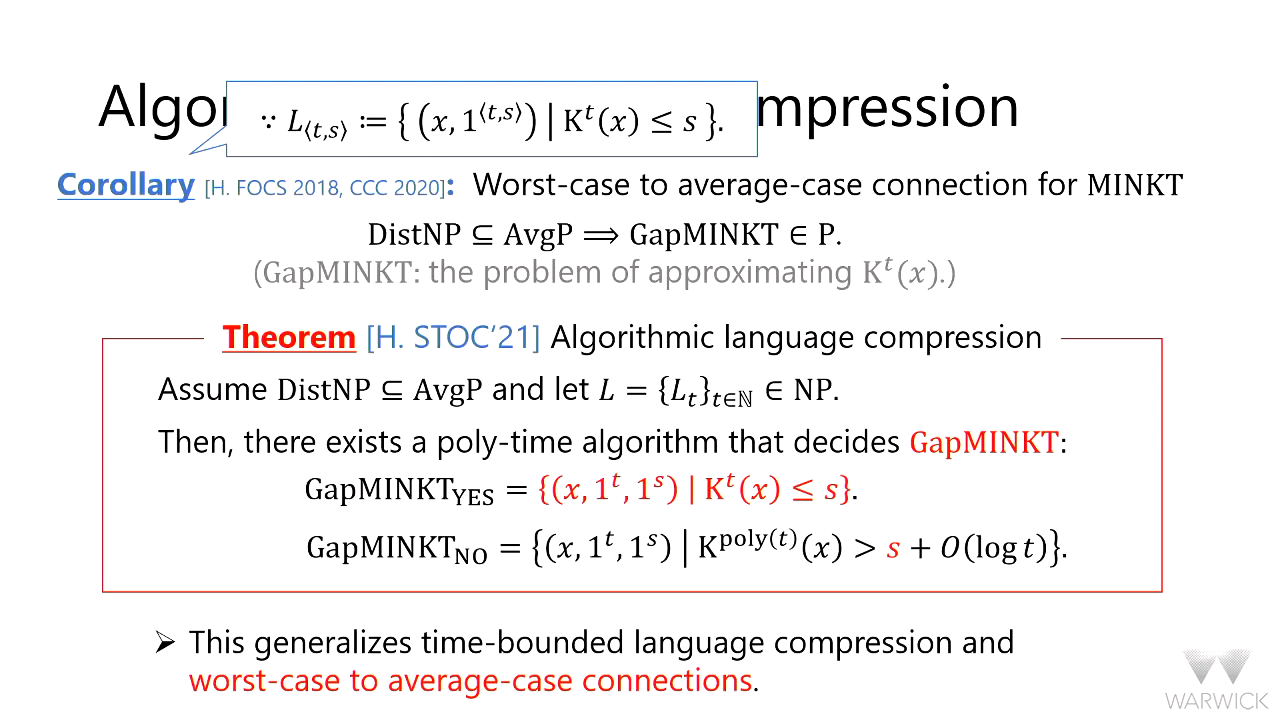 Algor mpression
∵ L⟨t,s⟩ ≔ { (x, 1^⟨t,s⟩) | K^t(x) ≤ s }.
Corollary [H. FOCS 2018, CCC 2020]: Worst-case to average-case connection for MINKT
DistNP ⊆ AvgP ⟹ GapMINKT ∈ P.
(GapMINKT: the problem of approximating K^t(x).)
Theorem [H. STOC‘21] Algorithmic language compression
Assume DistNP ⊆ AvgP and let L = {L_t}_{t∈ℕ} ∈ NP.
Then, there exists a poly-time algorithm that decides GapMINKT:
GapMINKT_YES = {(x, 1^t, 1^s) | K^t(x) ≤ s}.
GapMINKT_NO = {(x, 1^t, 1^s) | K^poly(t)(x) > s + O(log t)}.
➢ This generalizes time-bounded language compression and
worst-case to average-case connections.
WARWICK